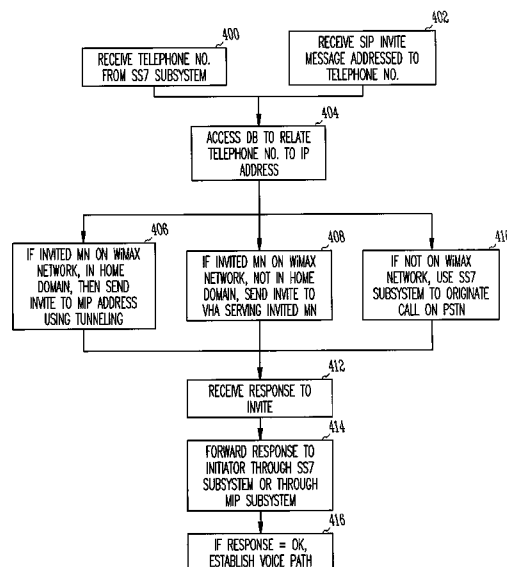 400
RECEIVE TELEPHONE NO.
FROM SS7 SUBSYSTEM
402
RECEIVE SIP INVITE
MESSAGE ADDRESSED TO
TELEPHONE NO.
404
ACCESS DB TO RELATE
TELEPHONE NO. TO IP
ADDRESS
406
IF INVITED MN ON WiMAX
NETWORK, IN HOME
DOMAIN, THEN SEND
INVITE TO MIP ADDRESS
USING TUNNELING
408
IF INVITED MN ON WiMAX
NETWORK, NOT IN HOME
DOMAIN, SEND INVITE TO
VHA SERVING INVITED MN
IF NOT ON WiMAX
NETWORK, USE SS7
SUBSYSTEM TO ORIGINATE
CALL ON PSTN
412
RECEIVE RESPONSE TO
INVITE
414
FORWARD RESPONSE TO
INITIATOR THROUGH SS7
SUBSYSTEM OR THROUGH
MIP SUBSYSTEM
416
IF RESPONSE = OK,
ESTABLISH VOICE PATH